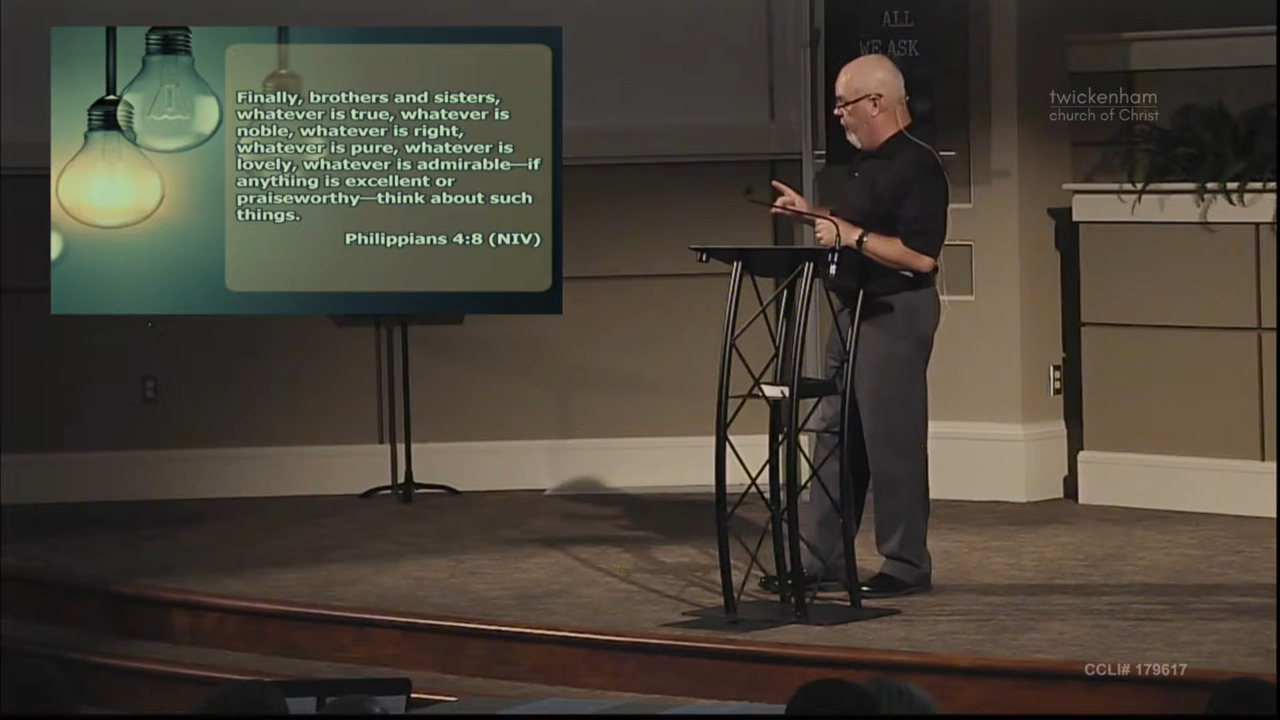 Finally, brothers and sisters,
whatever is true, whatever is
noble, whatever is right,
whatever is pure, whatever is
lovely, whatever is admirable—if
anything is excellent or
praiseworthy—think about such
things.
Philippians 4:8 (NIV)
ALL
WE ASK
twickenham
church of Christ
CCLI# 179617